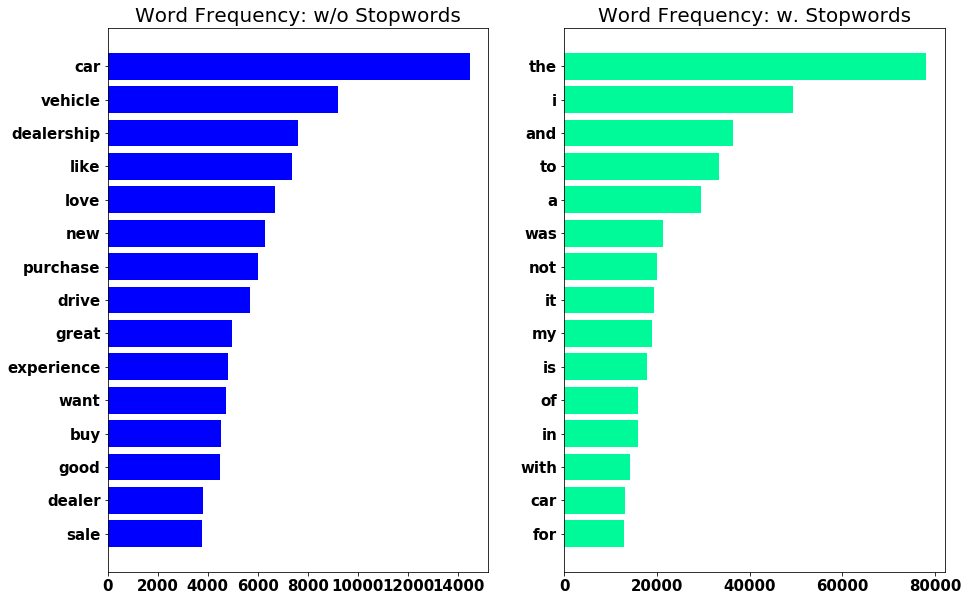 Word Frequency: w/o Stopwords
car
vehicle
dealership
like
love
new
purchase
drive
great
experience
want
buy
good
dealer
sale
0 2000 4000 6000 8000 10000 12000 14000
Word Frequency: w. Stopwords
the
i
and
to
a
was
not
it
my
is
of
in
with
car
for
0 20000 40000 60000 80000